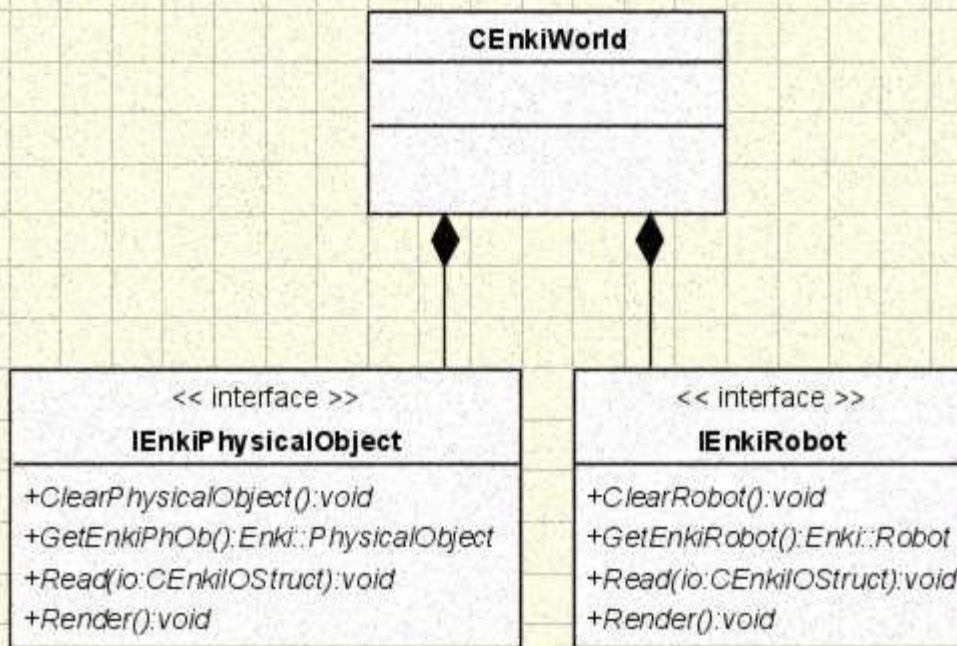 CEnkiWorld
<< interface >>
IEnkiPhysicalObject
+ClearPhysicalObject():void
+GetEnkiPhOb():Enki::PhysicalObject
+Read(io:CEnkiIOStruct):void
+Render():void
<< interface >>
IEnkiRobot
+ClearRobot():void
+GetEnkiRobot():Enki::Robot
+Read(io:CEnkiIOStruct):void
+Render():void